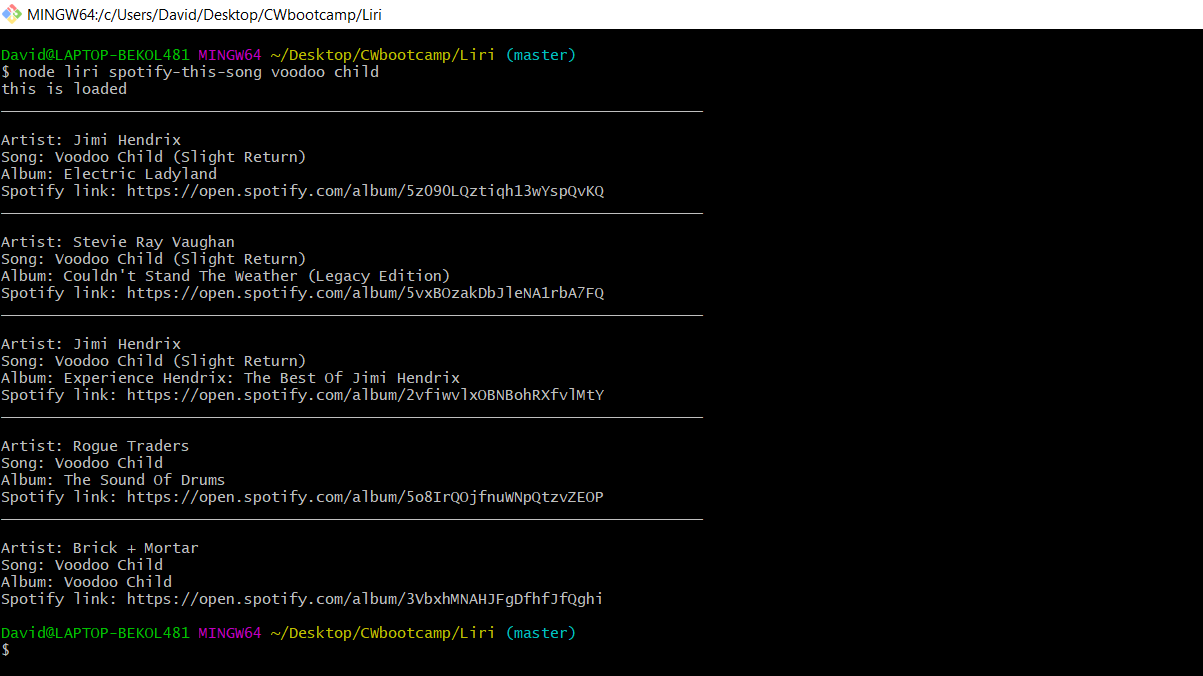 MINGW64:/c/Users/David/Desktop/CWbootcamp/Liri
David@LAPTOP-BEKOL481 MINGW64 ~/Desktop/CWbootcamp/Liri (master)
$ node liri spotify-this-song voodoo child
this is loaded
Artist: Jimi Hendrix
Song: Voodoo Child (Slight Return)
Album: Electric Ladyland
Spotify link: https://open.spotify.com/album/5z090LQztiqh13wYspQvKQ
Artist: Stevie Ray Vaughan
Song: Voodoo Child (Slight Return)
Album: Couldn't Stand The Weather (Legacy Edition)
Spotify link: https://open.spotify.com/album/5vxBOzakDbJleNA1rbA7FQ
Artist: Jimi Hendrix
Song: Voodoo Child (Slight Return)
Album: Experience Hendrix: The Best Of Jimi Hendrix
Spotify link: https://open.spotify.com/album/2vfiwvlxOBNBohRXfvlMtY
Artist: Rogue Traders
Song: Voodoo Child
Album: The Sound Of Drums
Spotify link: https://open.spotify.com/album/5o8IrQOjfnuWNpQtzvZEOP
Artist: Brick + Mortar
Song: Voodoo Child
Album: Voodoo Child
Spotify link: https://open.spotify.com/album/3VbxhMNAHJFgDfhfJfQghi
David@LAPTOP-BEKOL481 MINGW64 ~/Desktop/CWbootcamp/Liri (master)
$